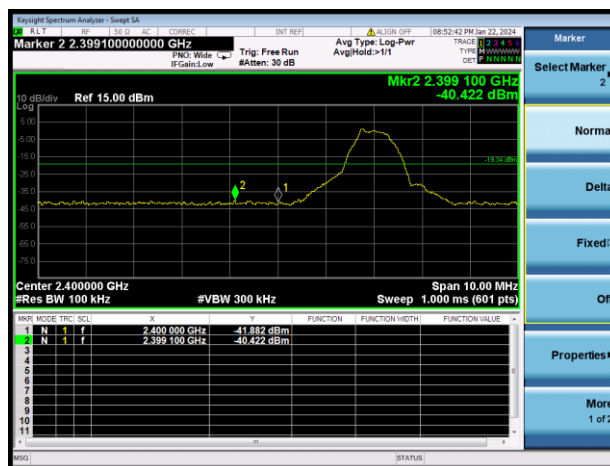 Keysight Spectrum Analyzer - Swept SA
RLT RF 50 Ω AC CORREC INT REF ALIGN OFF 08:52:42 PM Jan 22, 2024
Marker 2 2.399100000000 GHz
PNO: Wide
IFGain:Low
Trig: Free Run
#Atten: 30 dB
Avg Type: Log-Pwr
Avg|Hold:>1/1
TRACE 1 2 3 4 5 6
TYPE M W W W W W
DET P N N N N N
Mkr2 2.399 100 GHz
-40.422 dBm
10 dB/div Ref 15.00 dBm
Log
5.00
-5.00
-15.0
-19.34 dBm
-25.0
-35.0
-45.0
-55.0
-65.0
-75.0
2
1
Center 2.400000 GHz Span 10.00 MHz
#Res BW 100 kHz #VBW 300 kHz Sweep 1.000 ms (601 pts)
MKR MODE TRC SCL X Y FUNCTION FUNCTION WIDTH FUNCTION VALUE
1 N 1 f 2.400 000 GHz -41.882 dBm
2 N 1 f 2.399 100 GHz -40.422 dBm
3
4
5
6
7
8
9
10
11
MSG STATUS
Marker
Select Marker
2
Norma
Delta
Fixed
Of
Properties
More
1 of 2